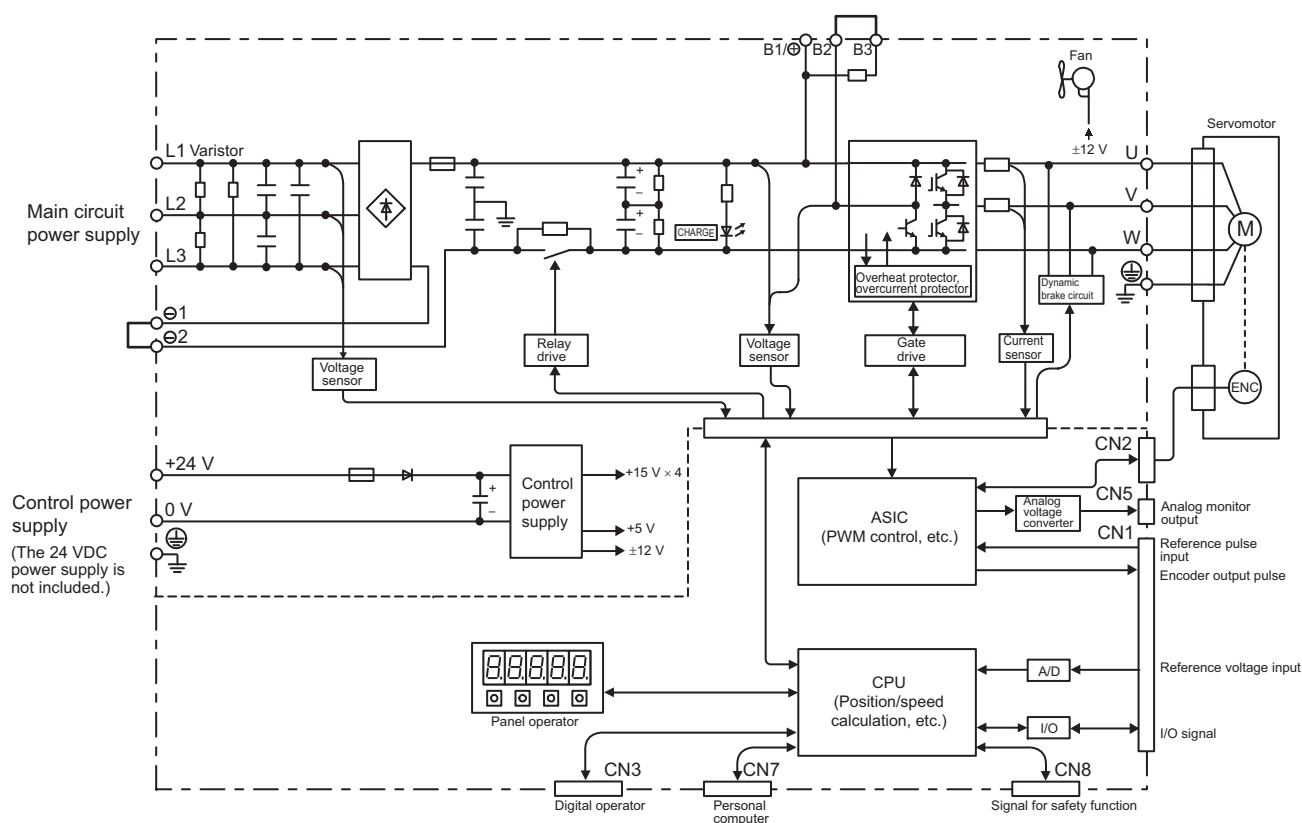 B1/⊕ B2 B3
Fan
±12 V
Servomotor
L1 Varistor
L2
L3
Main circuit
power supply
U
V
W
M
+
–
+
–
CHARGE
Overheat protector,
overcurrent protector
Dynamic
brake circuit
⊖1
⊖2
Voltage
sensor
Relay
drive
Voltage
sensor
Gate
drive
Current
sensor
ENC
+24 V
0 V
Control power
supply
(The 24 VDC
power supply is
not included.)
+
–
Control
power
supply
+15 V × 4
+5 V
±12 V
ASIC
(PWM control, etc.)
Analog
voltage
converter
CN2
CN5
Analog monitor
output
CN1
Reference pulse
input
Encoder output pulse
8.8.8.8.8.
Panel operator
CPU
(Position/speed
calculation, etc.)
A/D
Reference voltage input
I/O
I/O signal
CN3
Digital operator
CN7
Personal
computer
CN8
Signal for safety function